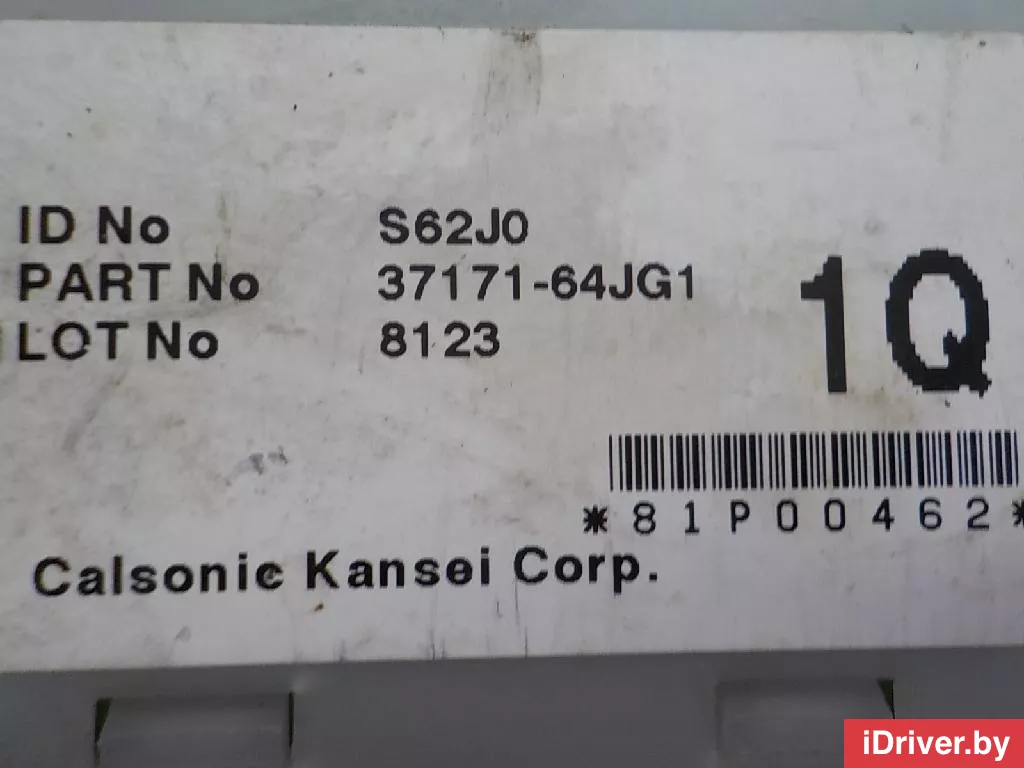 ID No S62J0
PART No 37171-64JG1
LOT No 8123
1Q
*81P00462*
Calsonic Kansei Corp.
iDriver.by